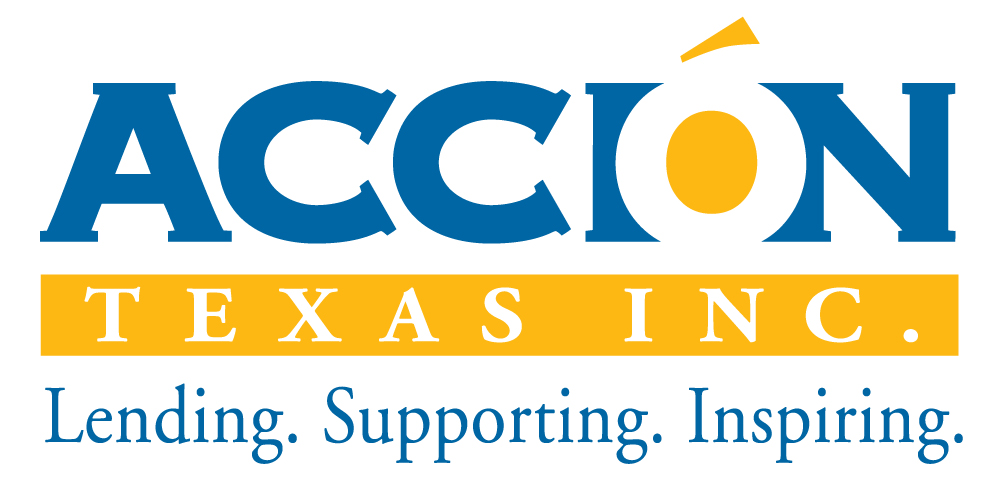 ACCIÓN
TEXAS INC.
Lending. Supporting. Inspiring.